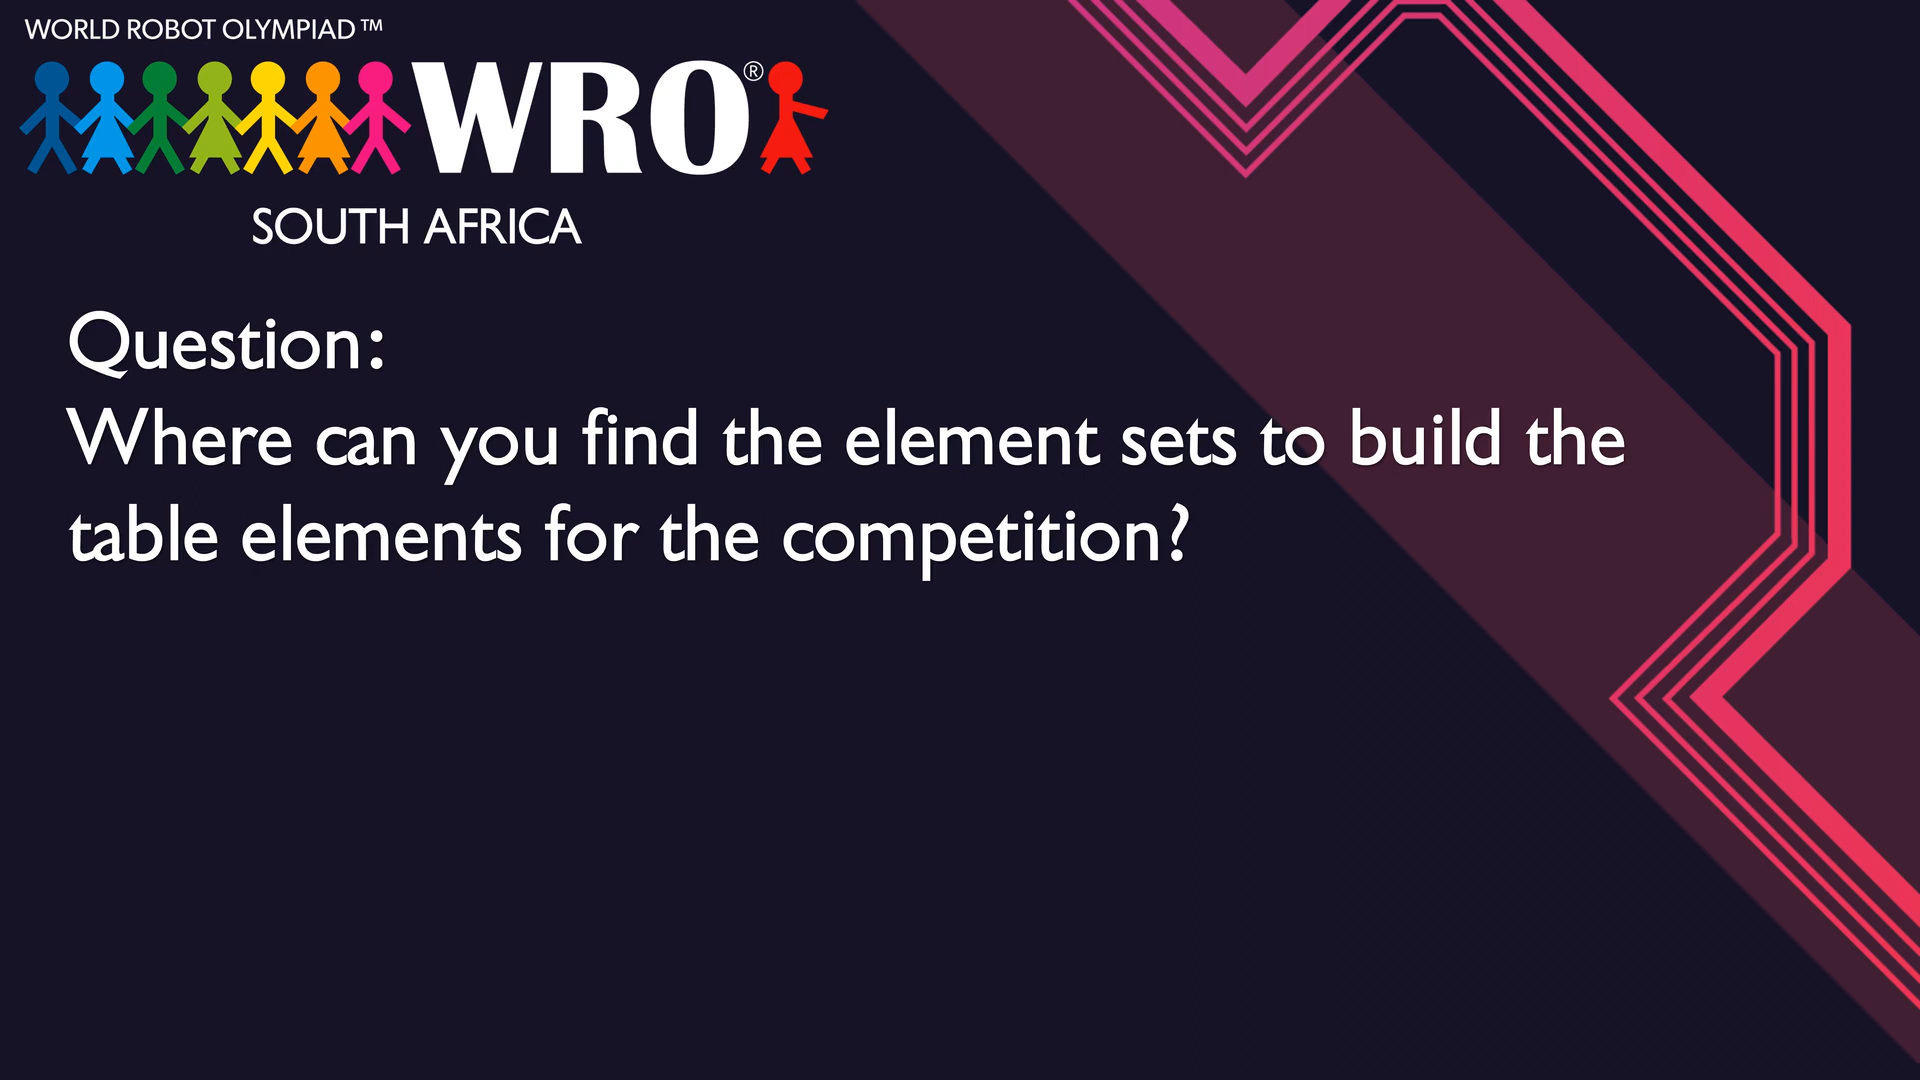 WORLD ROBOT OLYMPIAD™
WRO®
SOUTH AFRICA
Question:
Where can you find the element sets to build the
table elements for the competition?